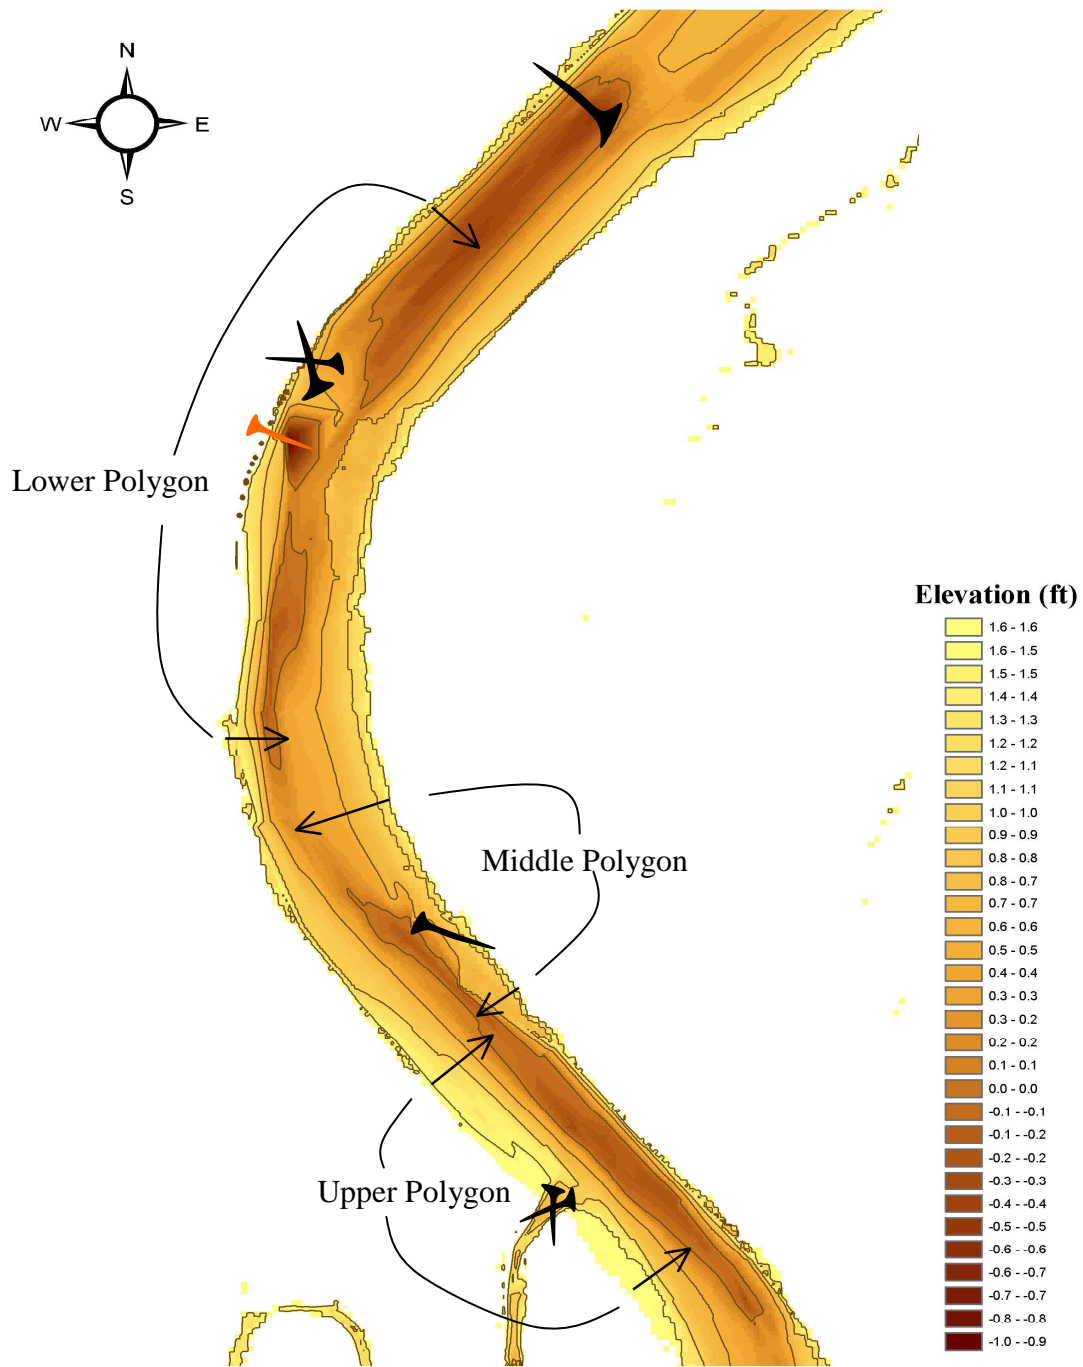 N
W E
S
Lower Polygon
Middle Polygon
Upper Polygon
Elevation (ft)
1.6 - 1.6
1.6 - 1.5
1.5 - 1.5
1.4 - 1.4
1.3 - 1.3
1.2 - 1.2
1.2 - 1.1
1.1 - 1.1
1.0 - 1.0
0.9 - 0.9
0.8 - 0.8
0.8 - 0.7
0.7 - 0.7
0.6 - 0.6
0.5 - 0.5
0.4 - 0.4
0.3 - 0.3
0.3 - 0.2
0.2 - 0.2
0.1 - 0.1
0.0 - 0.0
-0.1 - -0.1
-0.1 - -0.2
-0.2 - -0.2
-0.3 - -0.3
-0.4 - -0.4
-0.5 - -0.5
-0.6 - -0.6
-0.6 - -0.7
-0.7 - -0.7
-0.8 - -0.8
-1.0 - -0.9